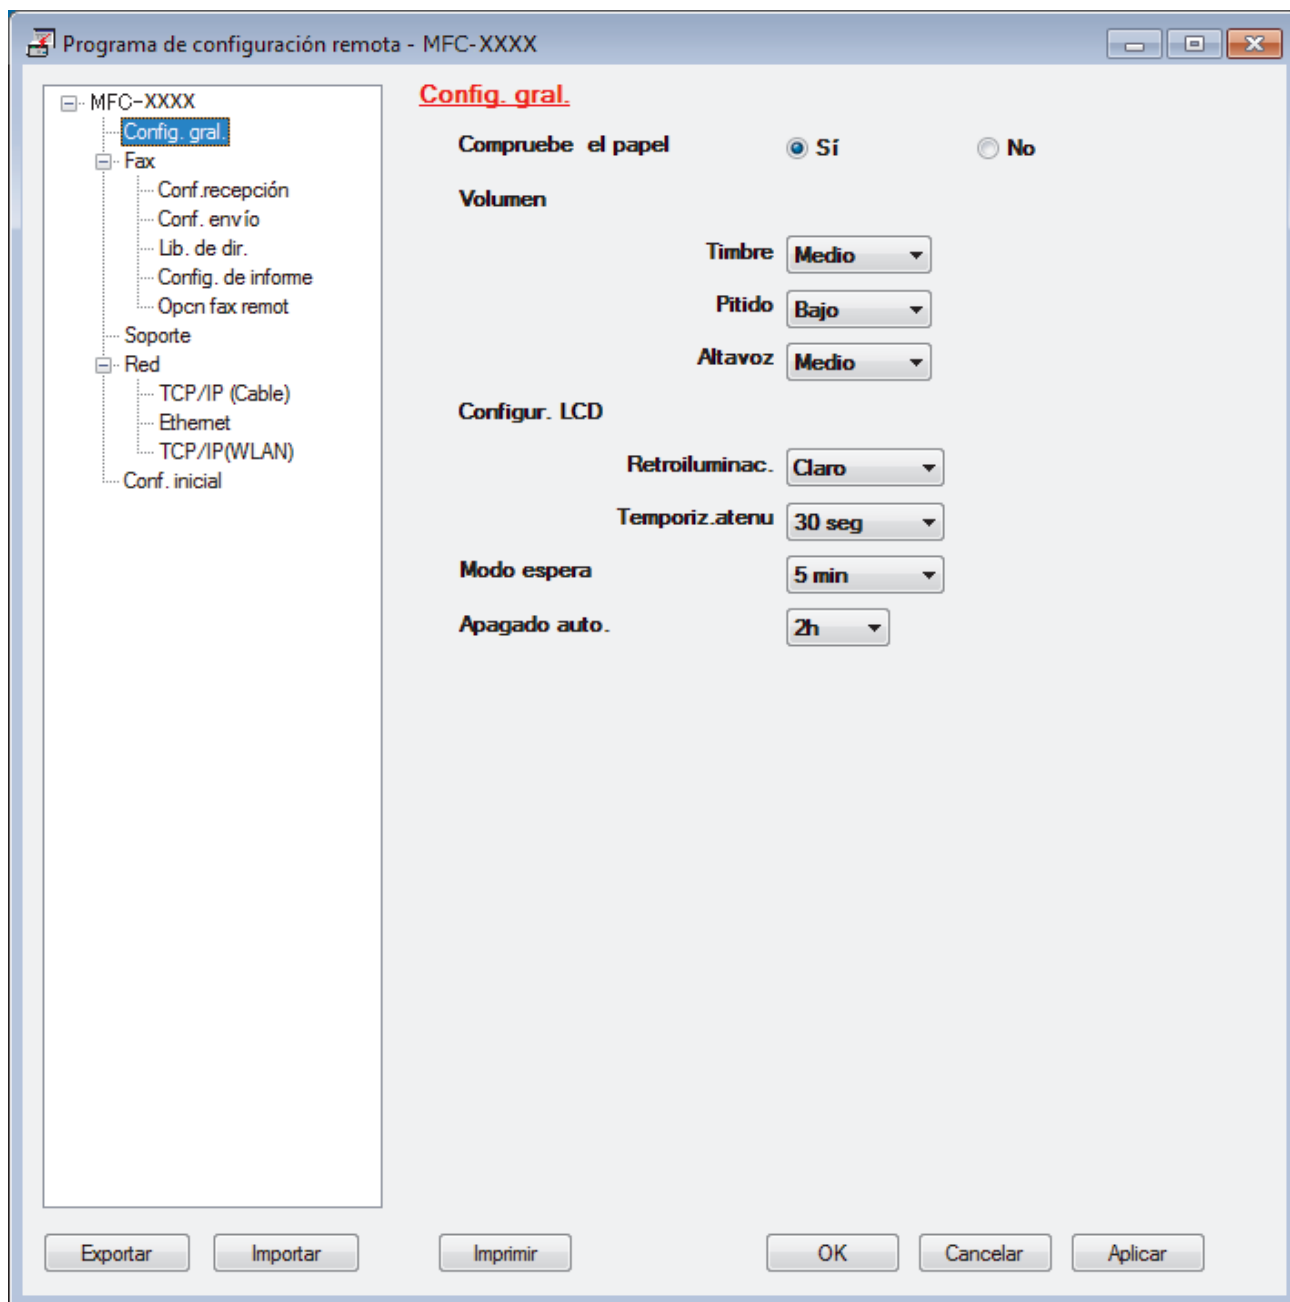 Programa de configuración remota - MFC-XXXX
MFC-XXXX
Config. gral.
Fax
Conf.recepción
Conf. envío
Lib. de dir.
Config. de informe
Opcn fax remot
Soporte
Red
TCP/IP (Cable)
Ethernet
TCP/IP(WLAN)
Conf. inicial
Config. gral.
Compruebe el papel Sí No
Volumen
Timbre Medio
Pitido Bajo
Altavoz Medio
Configur. LCD
Retroiluminac. Claro
Temporiz.atenu 30 seg
Modo espera 5 min
Apagado auto. 2h
Exportar Importar Imprimir OK Cancelar Aplicar